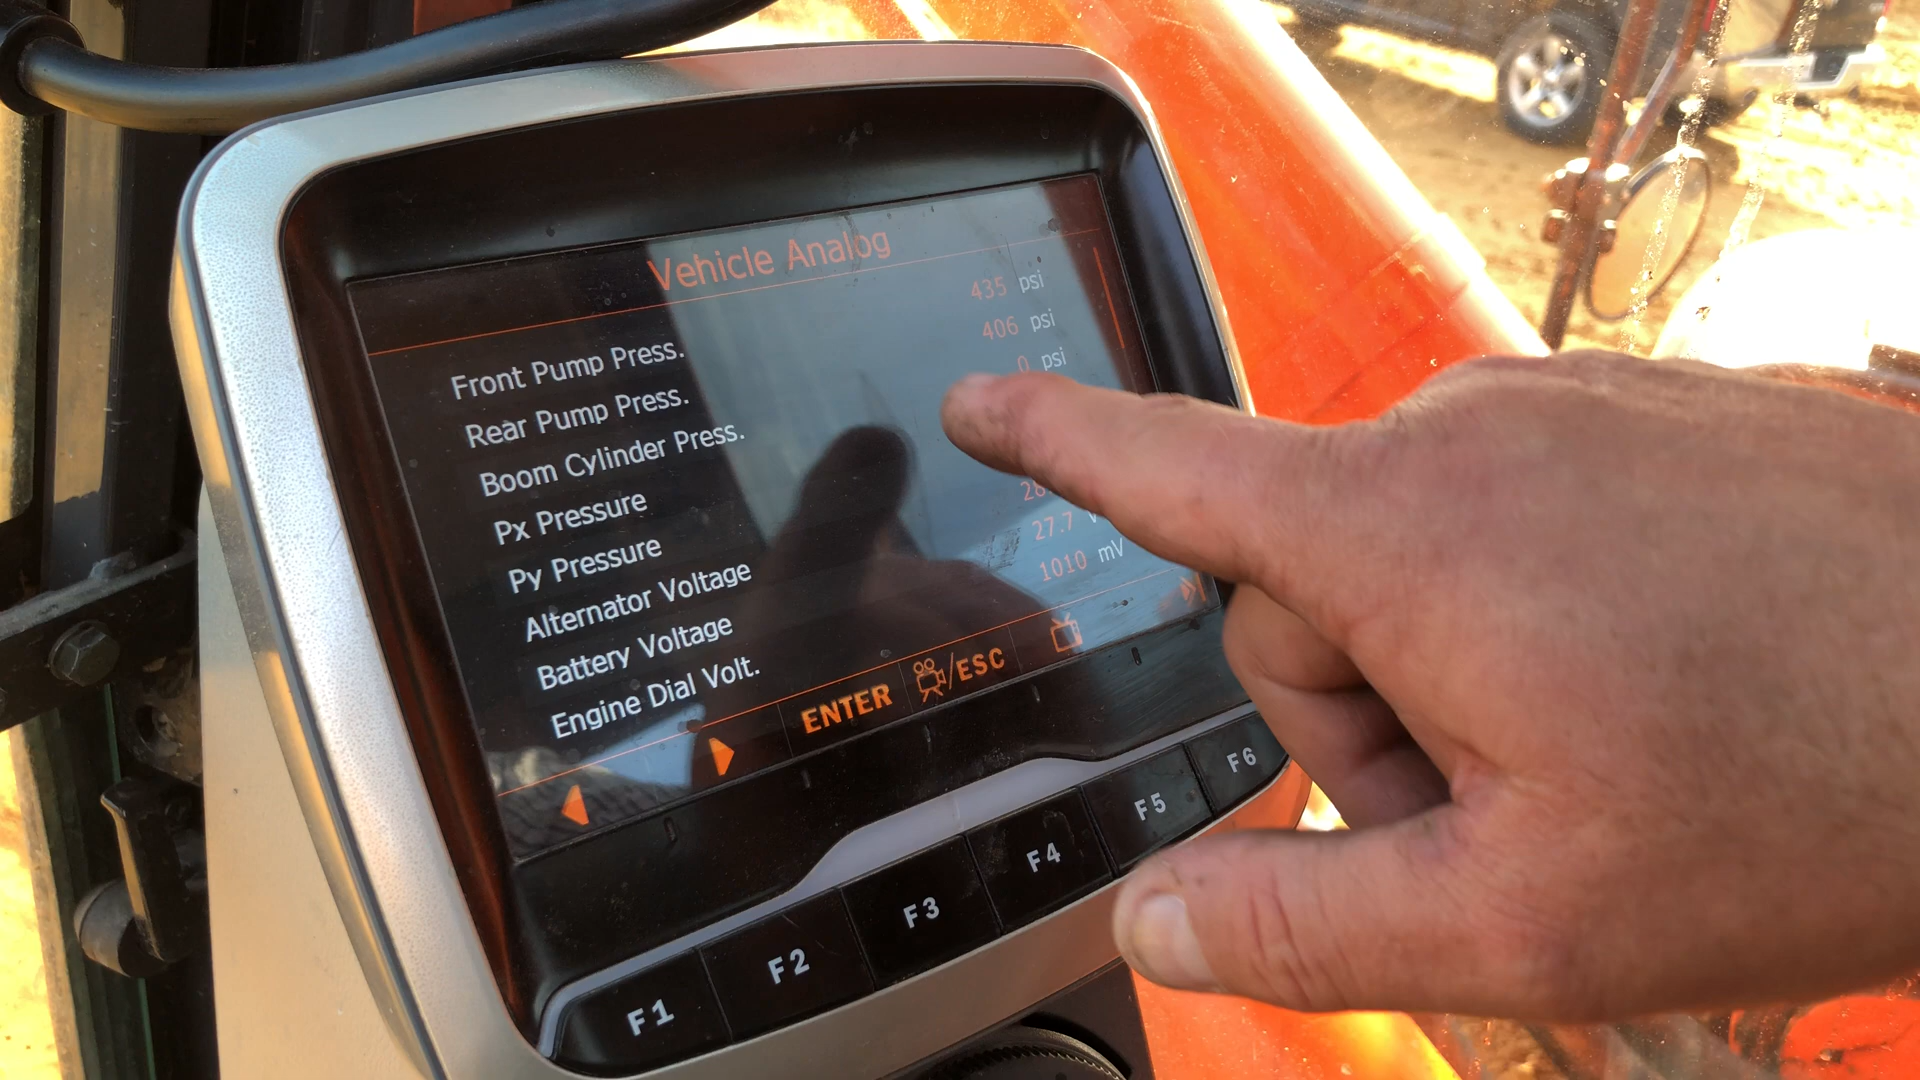 Vehicle Analog
Front Pump Press. 435 psi
Rear Pump Press. 406 psi
Boom Cylinder Press. 0 psi
Px Pressure
Py Pressure
Alternator Voltage
Battery Voltage 27.7
Engine Dial Volt. 1010 mV
ENTER /ESC
F1 F2 F3 F4 F5 F6